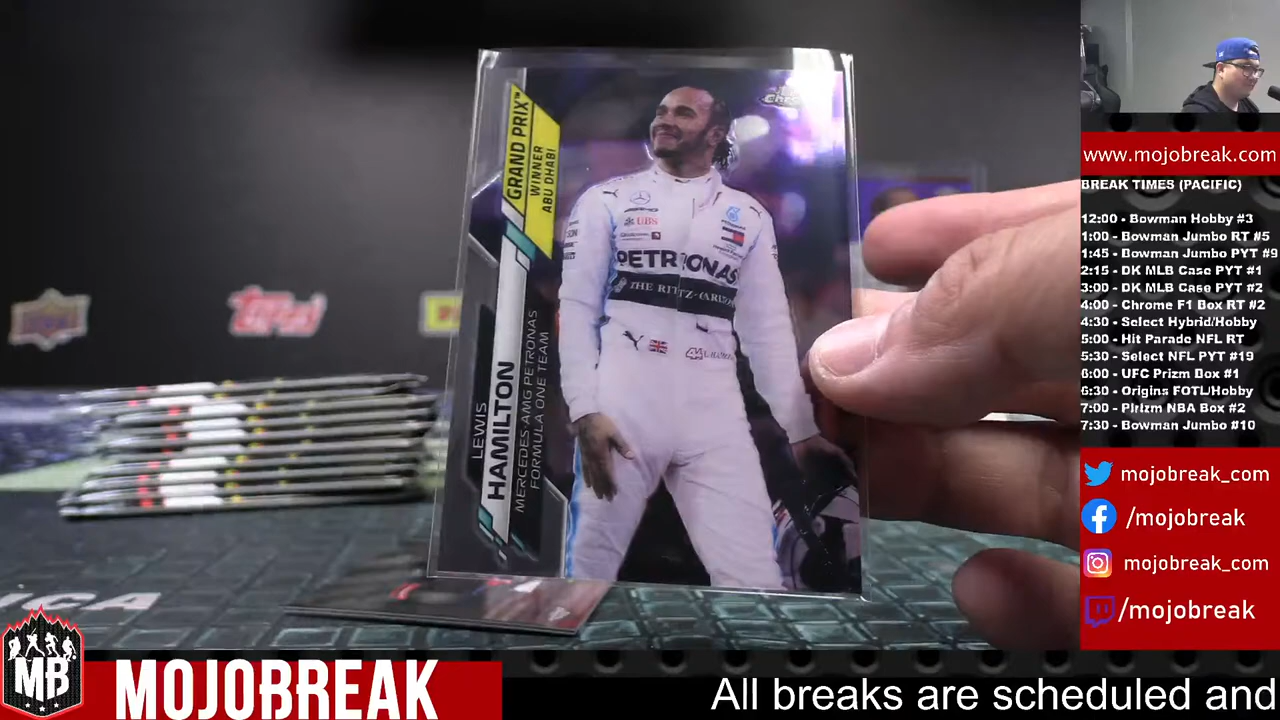 GRAND PRIX™
WINNER
ABU DHABI
LEWIS
HAMILTON
MERCEDES-AMG PETRONAS
FORMULA ONE TEAM
UBS
PETRONAS
THE RITZ-CARLTON
44
Topps
www.mojobreak.com
BREAK TIMES (PACIFIC)
12:00 - Bowman Hobby #3
1:00 - Bowman Jumbo RT #5
1:45 - Bowman Jumbo PYT #9
2:15 - DK MLB Case PYT #1
3:00 - DK MLB Case PYT #2
4:00 - Chrome F1 Box RT #2
4:30 - Select Hybrid/Hobby
5:00 - Hit Parade NFL RT
5:30 - Select NFL PYT #19
6:00 - UFC Prizm Box #1
6:30 - Origins FOTL/Hobby
7:00 - Pirizm NBA Box #2
7:30 - Bowman Jumbo #10
mojobreak_com
/mojobreak
mojobreak_com
/mojobreak
MB
MOJOBREAK
All breaks are scheduled and